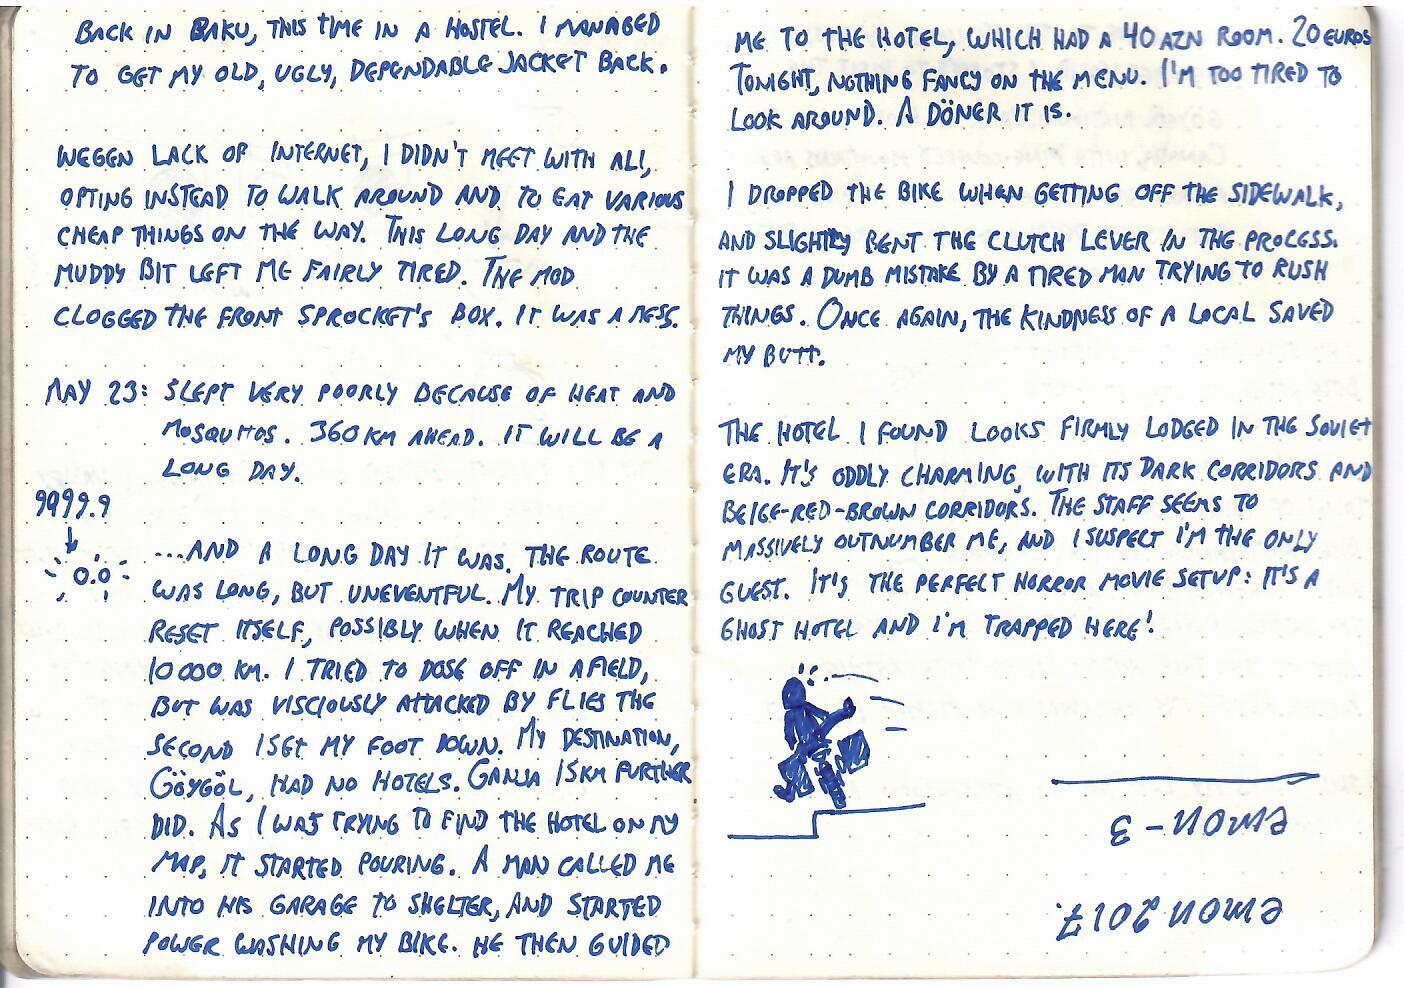 BACK IN BAKU, THIS TIME IN A HOSTEL. I MANAGED
TO GET MY OLD, UGLY, DEPENDABLE JACKET BACK.
WEGEN LACK OF INTERNET, I DIDN'T MEET WITH ALI,
OPTING INSTEAD TO WALK AROUND AND TO EAT VARIOUS
CHEAP THINGS ON THE WAY. THIS LONG DAY AND THE
MUDDY BIT LEFT ME FAIRLY TIRED. THE MOD
CLOGGED THE FRONT SPROCKET'S BOX. IT WAS A MESS.
MAY 23: SLEPT VERY POORLY BECAUSE OF HEAT AND
MOSQUITOS. 360 KM AHEAD. IT WILL BE A
LONG DAY.
9999.9
0.0
...AND A LONG DAY IT WAS. THE ROUTE
WAS LONG, BUT UNEVENTFUL. MY TRIP COUNTER
RESET ITSELF, POSSIBLY WHEN IT REACHED
10 000 KM. I TRIED TO DOSE OFF IN A FIELD,
BUT WAS VISCIOUSLY ATTACKED BY FLIES THE
SECOND I SET MY FOOT DOWN. MY DESTINATION,
GÖYGÖL, HAD NO HOTELS. GANJA 15KM FURTHER
DID. AS I WAS TRYING TO FIND THE HOTEL ON MY
MAP, IT STARTED POURING. A MAN CALLED ME
INTO HIS GARAGE TO SHELTER, AND STARTED
POWER WASHING MY BIKE. HE THEN GUIDED
ME TO THE HOTEL, WHICH HAD A 40 AZN ROOM. 20 EUROS
TONIGHT, NOTHING FANCY ON THE MENU. I'M TOO TIRED TO
LOOK AROUND. A DÖNER IT IS.
I DROPPED THE BIKE WHEN GETTING OFF THE SIDEWALK,
AND SLIGHTLY BENT THE CLUTCH LEVER IN THE PROCESS.
IT WAS A DUMB MISTAKE BY A TIRED MAN TRYING TO RUSH
THINGS. ONCE AGAIN, THE KINDNESS OF A LOCAL SAVED
MY BUTT.
THE HOTEL I FOUND LOOKS FIRMLY LODGED IN THE SOVIET
ERA. IT'S ODDLY CHARMING, WITH ITS DARK CORRIDORS AND
BEIGE-RED-BROWN CORRIDORS. THE STAFF SEEMS TO
MASSIVELY OUTNUMBER ME, AND I SUSPECT I'M THE ONLY
GUEST. IT'S THE PERFECT HORROR MOVIE SETUP: IT'S A
GHOST HOTEL AND I'M TRAPPED HERE!